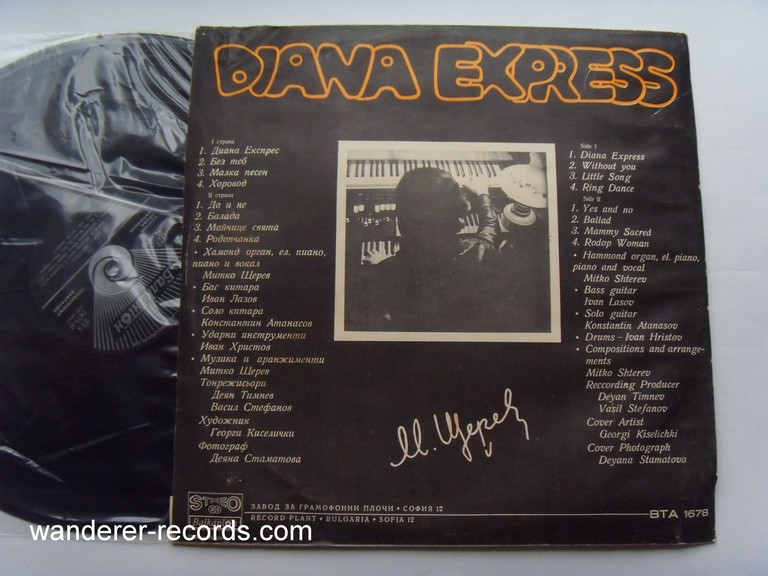 DIANA EXPRESS
I страна
1. Диана Експрес
2. Без теб
3. Малка песен
4. Хоровод
II страна
1. Да и не
2. Балада
3. Майчице свята
4. Родопчанка
• Хамонд орган, ел. пиано,
пиано и вокал
Митко Щерев
• Бас китара
Иван Лазов
• Соло китара
Константин Атанасов
• Ударни инструменти
Иван Христов
• Музика и аранжименти
Митко Щерев
Тонрежисьори
Деян Тимнев
Васил Стефанов
Художник
Георги Киселички
Фотограф
Деяна Стаматова
Side I
1. Diana Express
2. Without you
3. Little Song
4. Ring Dance
Side II
1. Yes and no
2. Ballad
3. Mammy Sacred
4. Rodop Woman
• Hammond organ, el. piano,
piano and vocal
Mitko Shterev
• Bass guitar
Ivan Lasov
• Solo guitar
Konstantin Atanasov
• Drums – Ivan Hristov
• Compositions and arrange-
ments
Mitko Shterev
Reccording Producer
Deyan Timnev
Vasil Stefanov
Cover Artist
Georgi Kiselichki
Cover Photograph
Deyana Stamatova
М. Щерев
STEREO
Balkanton
ЗАВОД ЗА ГРАМОФОННИ ПЛОЧИ • СОФИЯ 12
RECORD PLANT • BULGARIA • SOFIA 12
ВТА 1678
wanderer-records.com